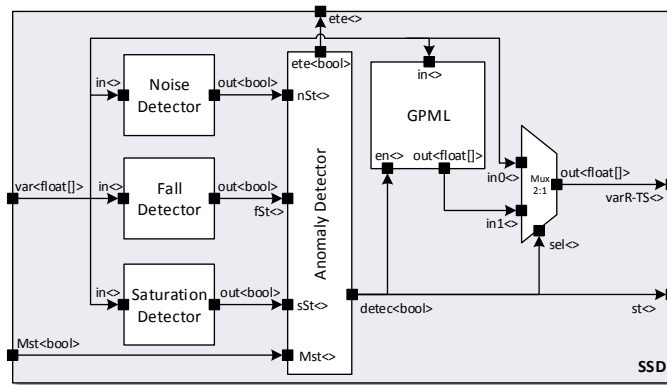 ete<>
ete<bool>
in<>
Noise
Detector
out<bool>
nSt<>
in<>
GPML
en<>
out<float[]>
var<float[]>
in<>
Fall
Detector
out<bool>
fSt<>
Anomaly Detector
in0<>
Mux
2:1
out<float[]>
varR-TS<>
in1<>
sel<>
in<>
Saturation
Detector
out<bool>
sSt<>
detec<bool>
st<>
Mst<bool>
Mst<>
SSD